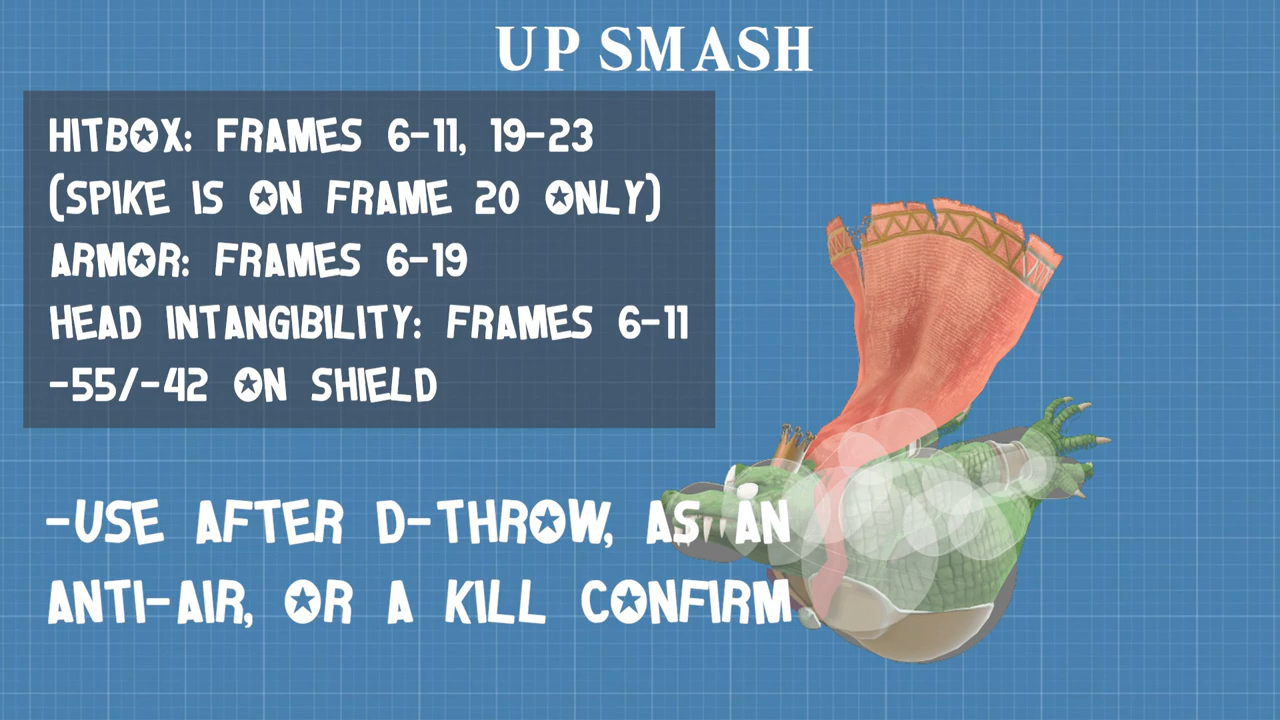 UP SMASH
HITBOX: FRAMES 6-11, 19-23
(SPIKE IS ON FRAME 20 ONLY)
ARMOR: FRAMES 6-19
HEAD INTANGIBILITY: FRAMES 6-11
-55/-42 ON SHIELD
-USE AFTER D-THROW, AS AN
ANTI-AIR, OR A KILL CONFIRM